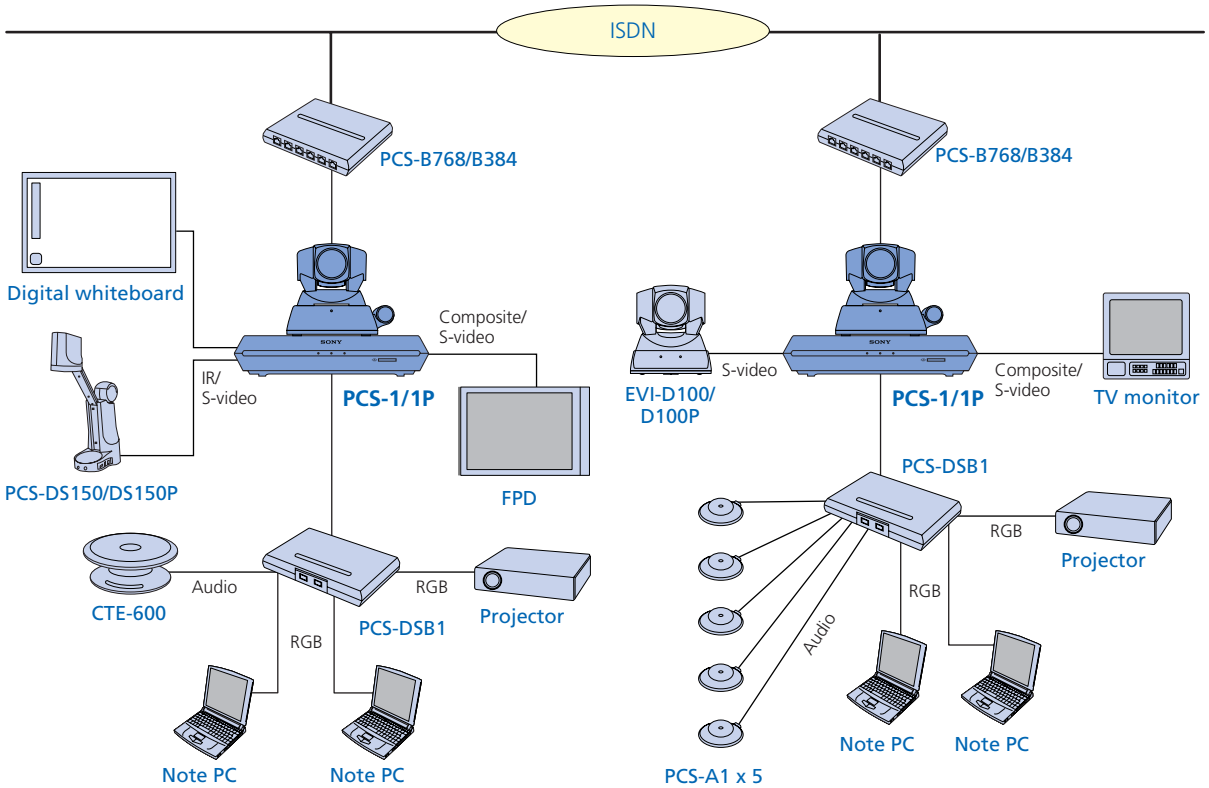 ISDN
PCS-B768/B384
PCS-B768/B384
Digital whiteboard
SONY
Composite/
S-video
IR/
S-video
PCS-1/1P
PCS-DS150/DS150P
FPD
CTE-600
Audio
RGB
Projector
PCS-DSB1
RGB
Note PC
Note PC
SONY
S-video
EVI-D100/
D100P
PCS-1/1P
Composite/
S-video
TV monitor
PCS-DSB1
RGB
Projector
RGB
Audio
Note PC
Note PC
PCS-A1 x 5